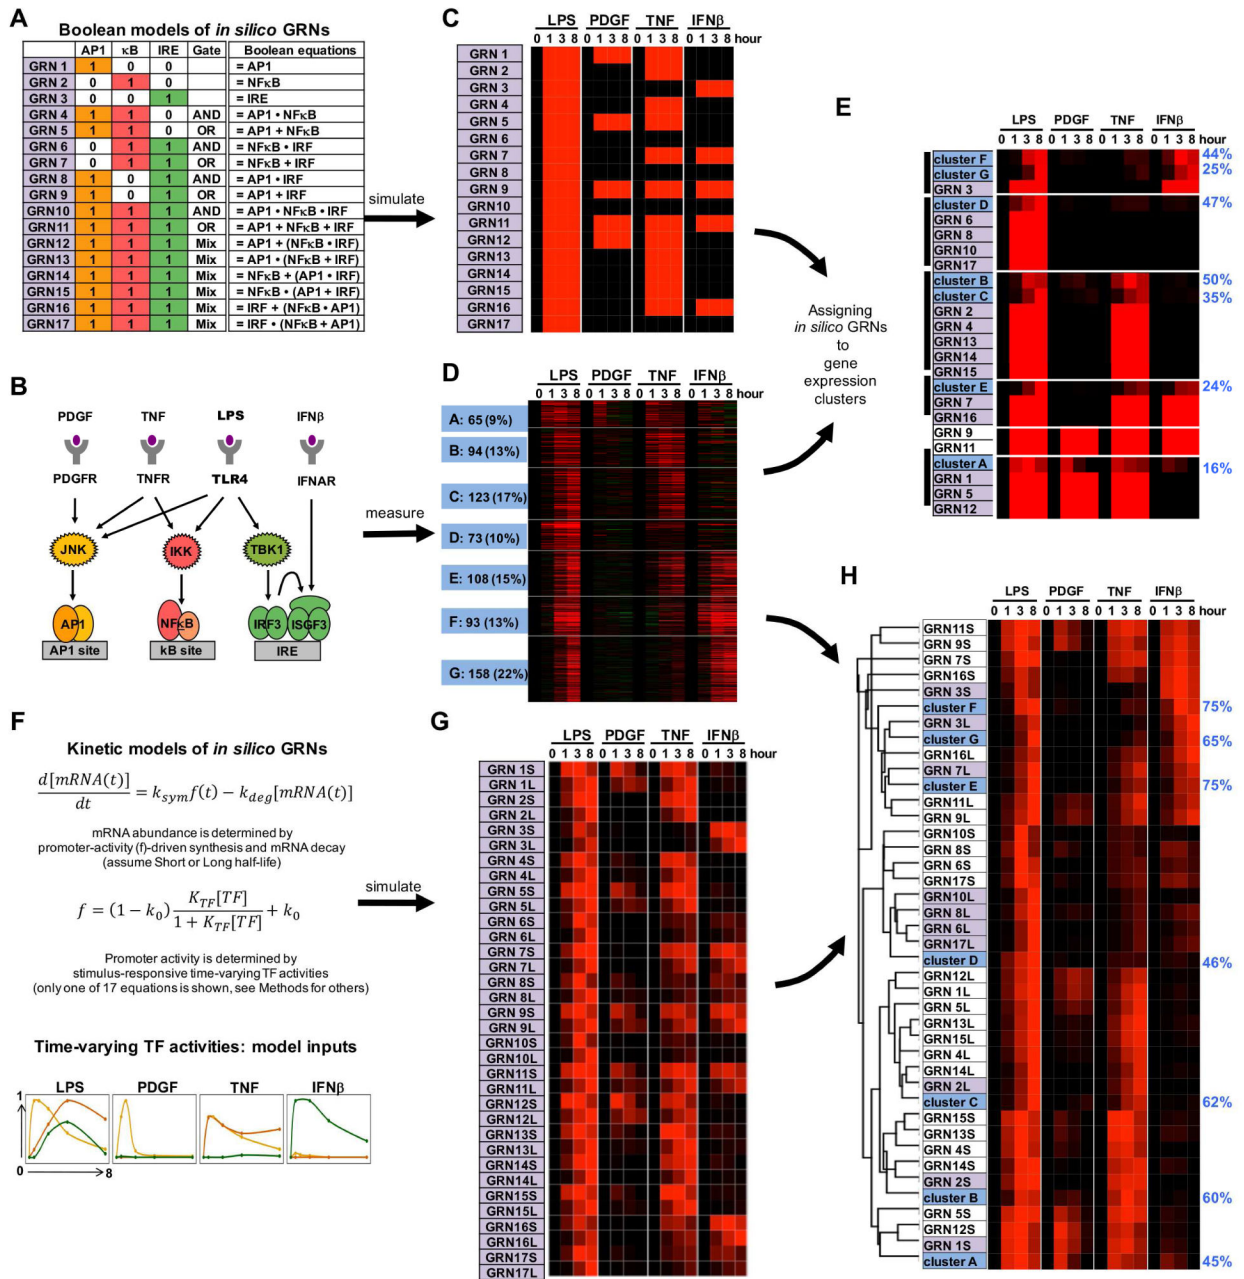 A
Boolean models of in silico GRNs
AP1 κB IRE Gate Boolean equations
GRN 1 1 0 0 = AP1
GRN 2 0 1 0 = NFκB
GRN 3 0 0 1 = IRE
GRN 4 1 1 0 AND = AP1 • NFκB
GRN 5 1 1 0 OR = AP1 + NFκB
GRN 6 0 1 1 AND = NFκB • IRF
GRN 7 0 1 1 OR = NFκB + IRF
GRN 8 1 0 1 AND = AP1 • IRF
GRN 9 1 0 1 OR = AP1 + IRF
GRN10 1 1 1 AND = AP1 • NFκB • IRF
GRN11 1 1 1 OR = AP1 + NFκB + IRF
GRN12 1 1 1 Mix = AP1 + (NFκB • IRF)
GRN13 1 1 1 Mix = AP1 • (NFκB + IRF)
GRN14 1 1 1 Mix = NFκB + (AP1 • IRF)
GRN15 1 1 1 Mix = NFκB • (AP1 + IRF)
GRN16 1 1 1 Mix = IRF + (NFκB • AP1)
GRN17 1 1 1 Mix = IRF • (NFκB + AP1)
simulate
C
LPS PDGF TNF IFNβ
0 1 3 8 0 1 3 8 0 1 3 8 0 1 3 8 hour
GRN 1
GRN 2
GRN 3
GRN 4
GRN 5
GRN 6
GRN 7
GRN 8
GRN 9
GRN10
GRN11
GRN12
GRN13
GRN14
GRN15
GRN16
GRN17
Assigning
in silico GRNs
to
gene
expression
clusters
E
LPS PDGF TNF IFNβ
0 1 3 8 0 1 3 8 0 1 3 8 0 1 3 8 hour
cluster F 44%
cluster G 25%
GRN 3
cluster D 47%
GRN 6
GRN 8
GRN10
GRN17
cluster B 50%
cluster C 35%
GRN 2
GRN 4
GRN13
GRN14
GRN15
cluster E 24%
GRN 7
GRN16
GRN 9
GRN11
cluster A 16%
GRN 1
GRN 5
GRN12
B
PDGF TNF LPS IFNβ
PDGFR TNFR TLR4 IFNAR
JNK IKK TBK1
AP1 NFκB IRF3 ISGF3
AP1 site kB site IRE
measure
D
LPS PDGF TNF IFNβ
0 1 3 8 0 1 3 8 0 1 3 8 0 1 3 8 hour
A: 65 (9%)
B: 94 (13%)
C: 123 (17%)
D: 73 (10%)
E: 108 (15%)
F: 93 (13%)
G: 158 (22%)
F
Kinetic models of in silico GRNs
d[mRNA(t)]/dt = k_sym f(t) − k_deg[mRNA(t)]
mRNA abundance is determined by
promoter-activity (f)-driven synthesis and mRNA decay
(assume Short or Long half-life)
f = (1 − k_0) K_TF[TF]/1 + K_TF[TF] + k_0
Promoter activity is determined by
stimulus-responsive time-varying TF activities
(only one of 17 equations is shown, see Methods for others)
Time-varying TF activities: model inputs
LPS PDGF TNF IFNβ
1
0 8
simulate
G
LPS PDGF TNF IFNβ
0 1 3 8 0 1 3 8 0 1 3 8 0 1 3 8 hour
GRN 1S
GRN 1L
GRN 2S
GRN 2L
GRN 3S
GRN 3L
GRN 4S
GRN 4L
GRN 5S
GRN 5L
GRN 6S
GRN 6L
GRN 7S
GRN 7L
GRN 8S
GRN 8L
GRN 9S
GRN 9L
GRN10S
GRN10L
GRN11S
GRN11L
GRN12S
GRN12L
GRN13S
GRN13L
GRN14S
GRN14L
GRN15S
GRN15L
GRN16S
GRN16L
GRN17S
GRN17L
H
LPS PDGF TNF IFNβ
0 1 3 8 0 1 3 8 0 1 3 8 0 1 3 8 hour
GRN11S
GRN 9S
GRN 7S
GRN16S
GRN 3S
cluster F 75%
GRN 3L
cluster G 65%
GRN16L
GRN 7L
cluster E 75%
GRN11L
GRN 9L
GRN10S
GRN 8S
GRN 6S
GRN17S
GRN10L
GRN 8L
GRN 6L
GRN17L
cluster D 46%
GRN12L
GRN 1L
GRN 5L
GRN13L
GRN15L
GRN 4L
GRN14L
GRN 2L
cluster C 62%
GRN15S
GRN13S
GRN 4S
GRN14S
GRN 2S
cluster B 60%
GRN 5S
GRN12S
GRN 1S
cluster A 45%